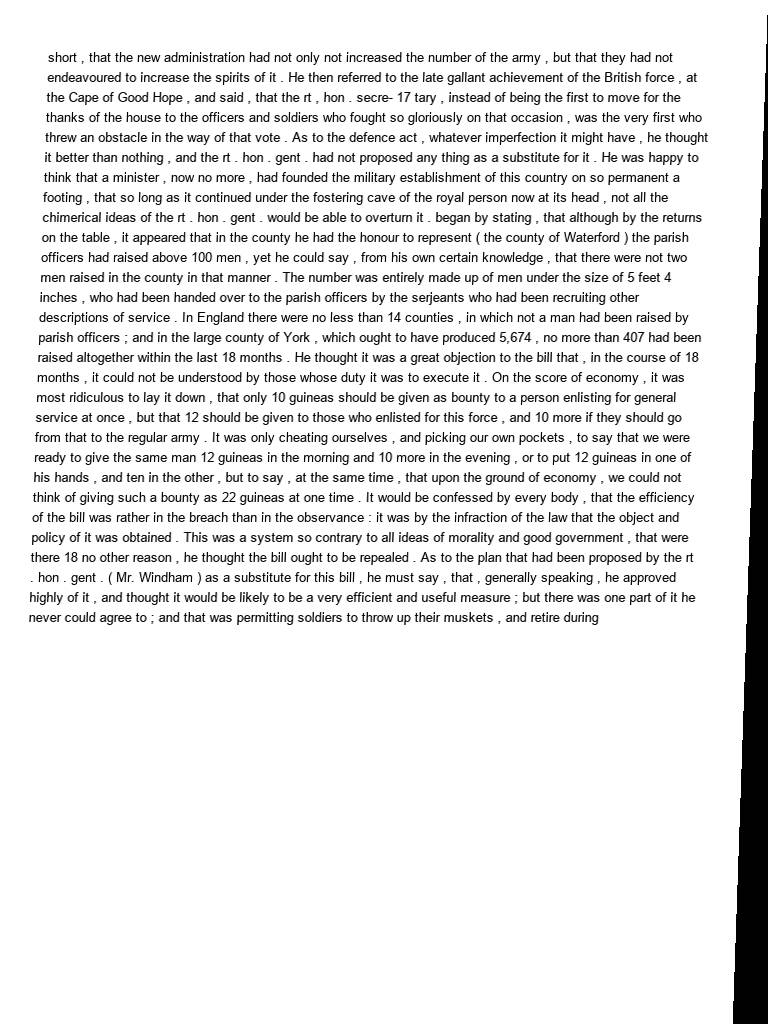 short , that the new administration had not only not increased the number of the army , but that they had not
endeavoured to increase the spirits of it . He then referred to the late gallant achievement of the British force , at
the Cape of Good Hope , and said , that the rt , hon . secre- 17 tary , instead of being the first to move for the
thanks of the house to the officers and soldiers who fought so gloriously on that occasion , was the very first who
threw an obstacle in the way of that vote . As to the defence act , whatever imperfection it might have , he thought
it better than nothing , and the rt . hon . gent . had not proposed any thing as a substitute for it . He was happy to
think that a minister , now no more , had founded the military establishment of this country on so permanent a
footing , that so long as it continued under the fostering cave of the royal person now at its head , not all the
chimerical ideas of the rt . hon . gent . would be able to overturn it . began by stating , that although by the returns
on the table , it appeared that in the county he had the honour to represent ( the county of Waterford ) the parish
officers had raised above 100 men , yet he could say , from his own certain knowledge , that there were not two
men raised in the county in that manner . The number was entirely made up of men under the size of 5 feet 4
inches , who had been handed over to the parish officers by the serjeants who had been recruiting other
descriptions of service . In England there were no less than 14 counties , in which not a man had been raised by
parish officers ; and in the large county of York , which ought to have produced 5,674 , no more than 407 had been
raised altogether within the last 18 months . He thought it was a great objection to the bill that , in the course of 18
months , it could not be understood by those whose duty it was to execute it . On the score of economy , it was
most ridiculous to lay it down , that only 10 guineas should be given as bounty to a person enlisting for general
service at once , but that 12 should be given to those who enlisted for this force , and 10 more if they should go
from that to the regular army . It was only cheating ourselves , and picking our own pockets , to say that we were
ready to give the same man 12 guineas in the morning and 10 more in the evening , or to put 12 guineas in one of
his hands , and ten in the other , but to say , at the same time , that upon the ground of economy , we could not
think of giving such a bounty as 22 guineas at one time . It would be confessed by every body , that the efficiency
of the bill was rather in the breach than in the observance : it was by the infraction of the law that the object and
policy of it was obtained . This was a system so contrary to all ideas of morality and good government , that were
there 18 no other reason , he thought the bill ought to be repealed . As to the plan that had been proposed by the rt
. hon . gent . ( Mr. Windham ) as a substitute for this bill , he must say , that , generally speaking , he approved
highly of it , and thought it would be likely to be a very efficient and useful measure ; but there was one part of it he
never could agree to ; and that was permitting soldiers to throw up their muskets , and retire during